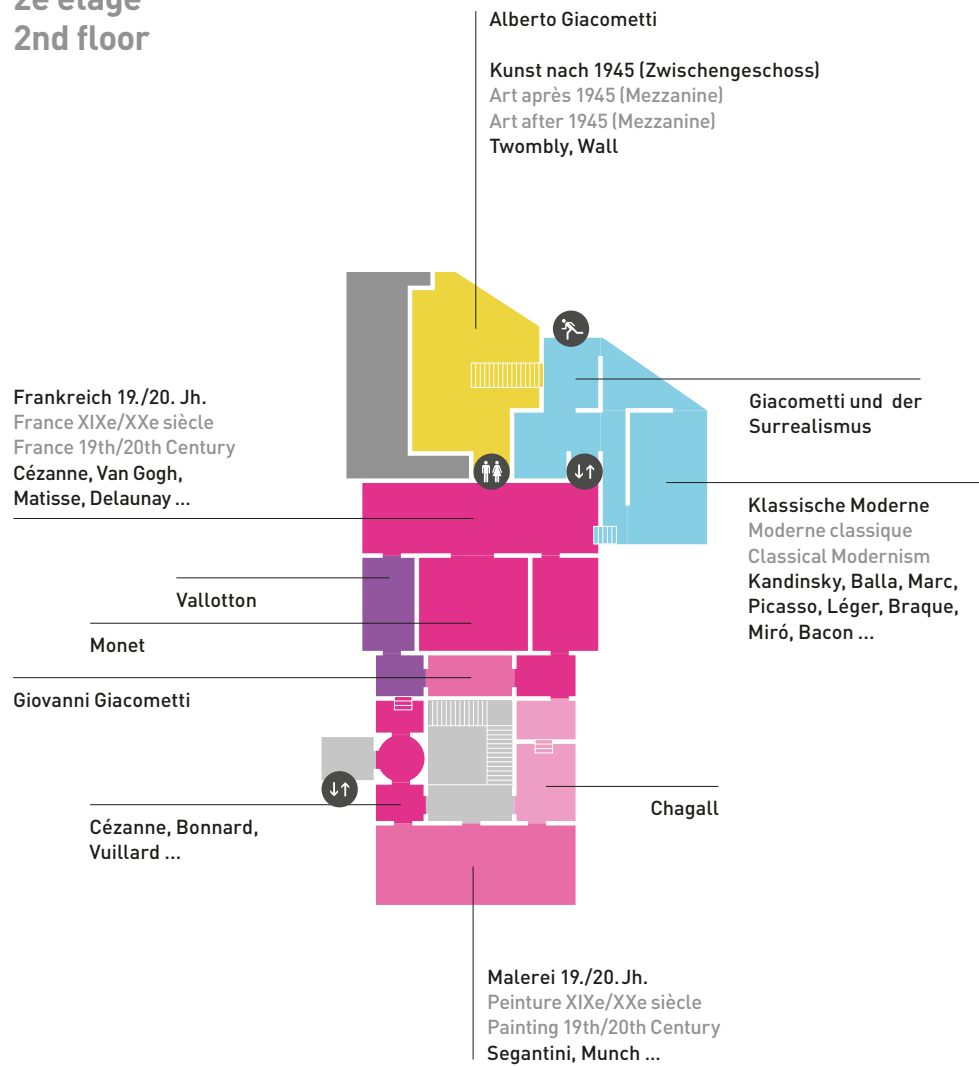 2e étage
2nd floor
Alberto Giacometti
Kunst nach 1945 (Zwischengeschoss)
Art après 1945 (Mezzanine)
Art after 1945 (Mezzanine)
Twombly, Wall
Frankreich 19./20. Jh.
France XIXe/XXe siècle
France 19th/20th Century
Cézanne, Van Gogh,
Matisse, Delaunay ...
Giacometti und der
Surrealismus
Klassische Moderne
Moderne classique
Classical Modernism
Kandinsky, Balla, Marc,
Picasso, Léger, Braque,
Miró, Bacon ...
Vallotton
Monet
Giovanni Giacometti
Chagall
Cézanne, Bonnard,
Vuillard ...
Malerei 19./20. Jh.
Peinture XIXe/XXe siècle
Painting 19th/20th Century
Segantini, Munch ...